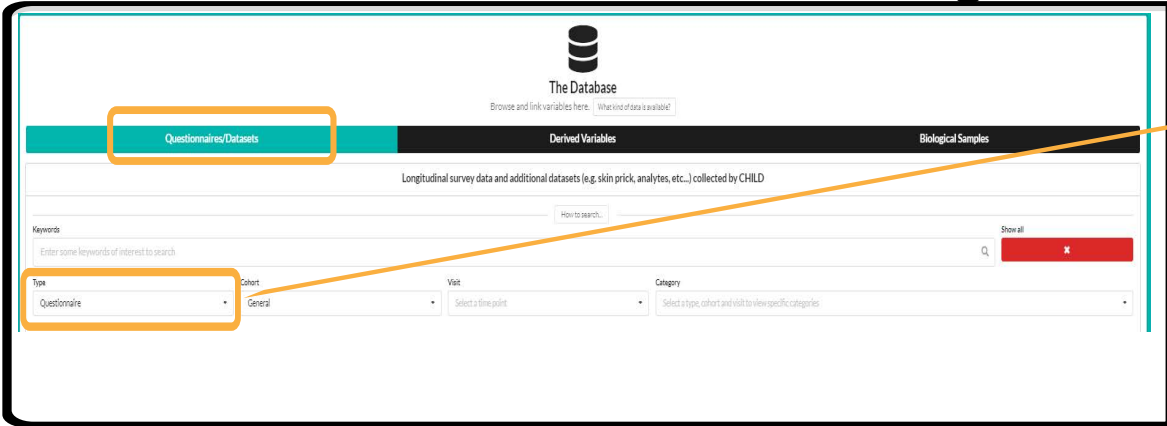 The Database
Browse and link variables here. What kind of data is available?
Questionnaires/Datasets Derived Variables Biological Samples
Longitudinal survey data and additional datasets (e.g. skin prick, analytes, etc...) collected by CHILD
How to search..
Keywords Show all
Enter some keywords of interest to search
Type Cohort Visit Category
Questionnaire General Select a time point Select a type, cohort and visit to view specific categories